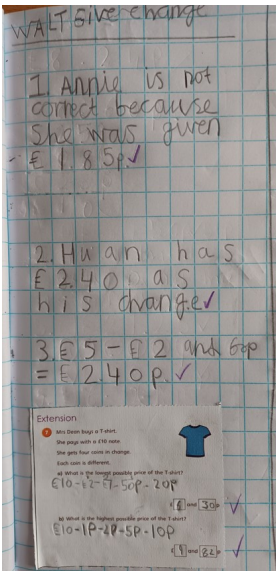 WALT Give change
1. Annie is not
correct because
She was given
£ 1.85p.
2. Huan has
£2.40 as
his change
3. £5 - £2 and 60p
= £2.40p.
Extension
7 Mrs Dean buys a T-shirt.
She pays with a £10 note.
She gets four coins in change.
Each coin is different.
a) What is the lowest possible price of the T-shirt?
£10-£2-£1-50p-20p
£ 6 and 30 p
b) What is the highest possible price of the T-shirt?
£10-1p-2p-5p-10p
£ 9 and 82 p